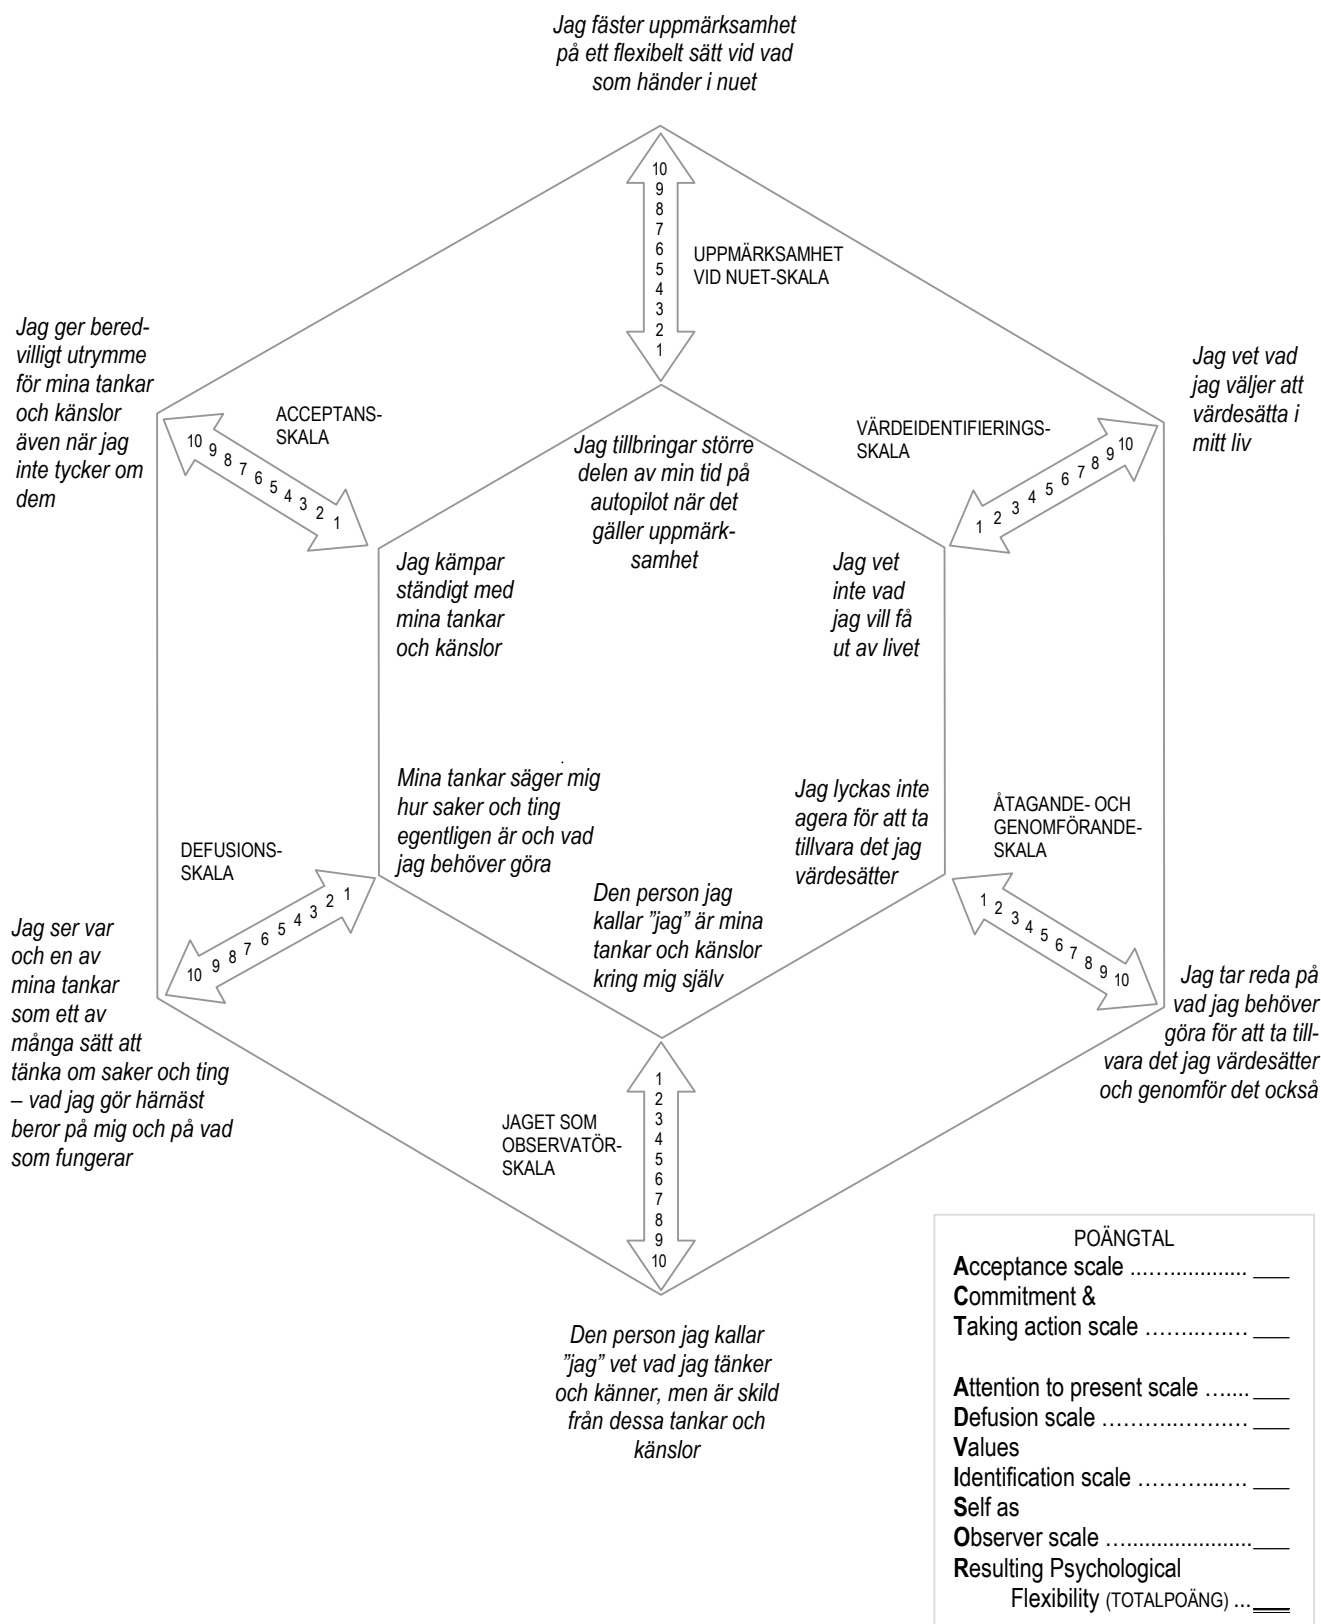 Jag fäster uppmärksamhet
på ett flexibelt sätt vid vad
som händer i nuet
10
9
8
7
6
5
4
3
2
1
UPPMÄRKSAMHET
VID NUET-SKALA
Jag ger bered-
villigt utrymme
för mina tankar
och känslor
även när jag
inte tycker om
dem
ACCEPTANS-
SKALA
10 9 8 7 6 5 4 3 2 1
Jag kämpar
ständigt med
mina tankar
och känslor
Jag tillbringar större
delen av min tid på
autopilot när det
gäller uppmärk-
samhet
VÄRDEIDENTIFIERINGS-
SKALA
1 2 3 4 5 6 7 8 9 10
Jag vet vad
jag väljer att
värdesätta i
mitt liv
Jag vet
inte vad
jag vill få
ut av livet
Mina tankar säger mig
hur saker och ting
egentligen är och vad
jag behöver göra
DEFUSIONS-
SKALA
10 9 8 7 6 5 4 3 2 1
Jag ser var
och en av
mina tankar
som ett av
många sätt att
tänka om saker och ting
– vad jag gör härnäst
beror på mig och på vad
som fungerar
Jag lyckas inte
agera för att ta
tillvara det jag
värdesätter
ÅTAGANDE- OCH
GENOMFÖRANDE-
SKALA
1 2 3 4 5 6 7 8 9 10
Jag tar reda på
vad jag behöver
göra för att ta till-
vara det jag värdesätter
och genomför det också
Den person jag
kallar ”jag” är mina
tankar och känslor
kring mig själv
JAGET SOM
OBSERVATÖR-
SKALA
1
2
3
4
5
6
7
8
9
10
Den person jag kallar
”jag” vet vad jag tänker
och känner, men är skild
från dessa tankar och
känslor
POÄNGTAL
Acceptance scale ........................ ___
Commitment &
Taking action scale ................. ___
Attention to present scale ....... ___
Defusion scale ........................ ___
Values
Identification scale .................. ___
Self as
Observer scale ........................___
Resulting Psychological
Flexibility (TOTALPOÄNG) ...___